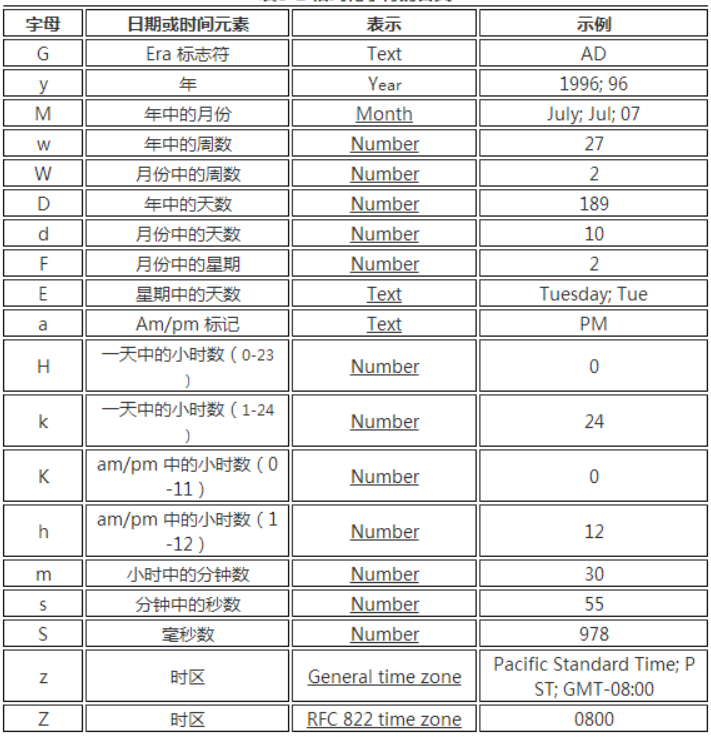 字母 日期或时间元素 表示 示例
G Era 标志符 Text AD
y 年 Year 1996; 96
M 年中的月份 Month July; Jul; 07
w 年中的周数 Number 27
W 月份中的周数 Number 2
D 年中的天数 Number 189
d 月份中的天数 Number 10
F 月份中的星期 Number 2
E 星期中的天数 Text Tuesday; Tue
a Am/pm 标记 Text PM
H 一天中的小时数（0-23 Number 0
）
k 一天中的小时数（1-24 Number 24
）
K am/pm 中的小时数（0 Number 0
-11）
h am/pm 中的小时数（1 Number 12
-12）
m 小时中的分钟数 Number 30
s 分钟中的秒数 Number 55
S 毫秒数 Number 978
z 时区 General time zone Pacific Standard Time; P
ST; GMT-08:00
Z 时区 RFC 822 time zone 0800